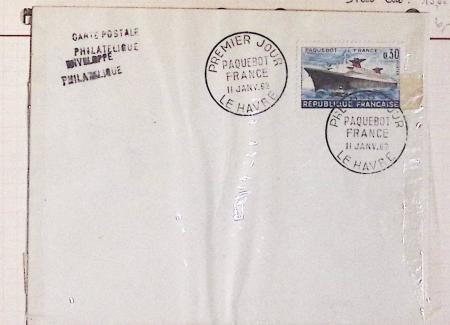 CARTE POSTALE
PHILATELIQUE
ENVELOPPE
PHILATELIQUE
PREMIER JOUR
PAQUEBOT
FRANCE
11 JANV. 62
LE HAVRE
PAQUEBOT FRANCE
0,30
REPUBLIQUE FRANÇAISE
PREMIER JOUR
PAQUEBOT
FRANCE
11 JANV. 62
LE HAVRE